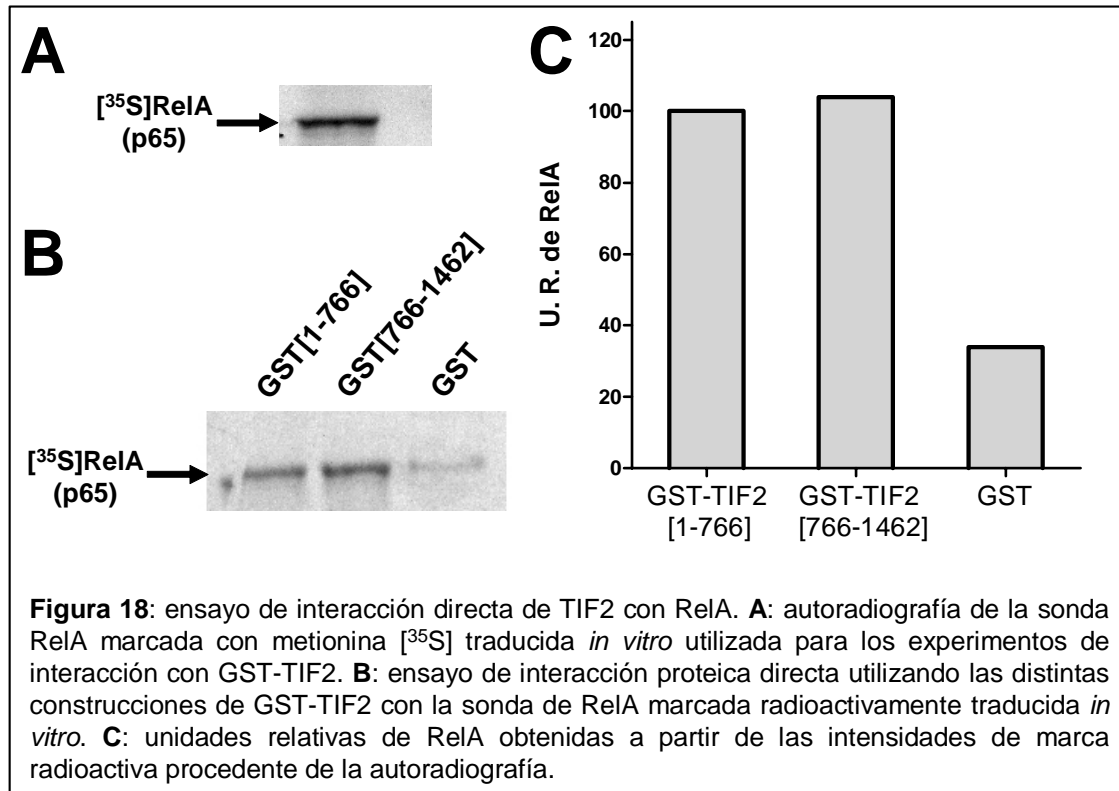 A
[³⁵S]RelA
(p65)
B
GST[1-766]
GST[766-1462]
GST
[³⁵S]RelA
(p65)
C
U. R. de RelA
120
100
80
60
40
20
0
GST-TIF2
[1-766]
GST-TIF2
[766-1462]
GST
Figura 18: ensayo de interacción directa de TIF2 con RelA. A: autoradiografía de la sonda
RelA marcada con metionina [³⁵S] traducida in vitro utilizada para los experimentos de
interacción con GST-TIF2. B: ensayo de interacción proteica directa utilizando las distintas
construcciones de GST-TIF2 con la sonda de RelA marcada radioactivamente traducida in
vitro. C: unidades relativas de RelA obtenidas a partir de las intensidades de marca
radioactiva procedente de la autoradiografía.